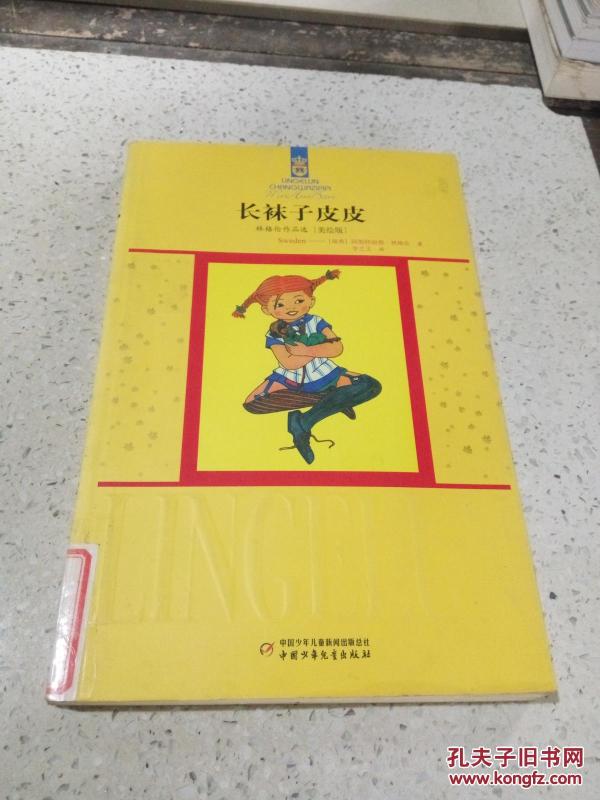 LINGELUN
CHANGWAZIPIPI
长袜子皮皮
林格伦作品选［美绘版］
Sweden —— ［瑞典］阿斯特丽德·林格伦 著
李之义 译
LINGELU
中国少年儿童新闻出版总社
中国少年儿童出版社
孔夫子旧书网
www.kongfz.com